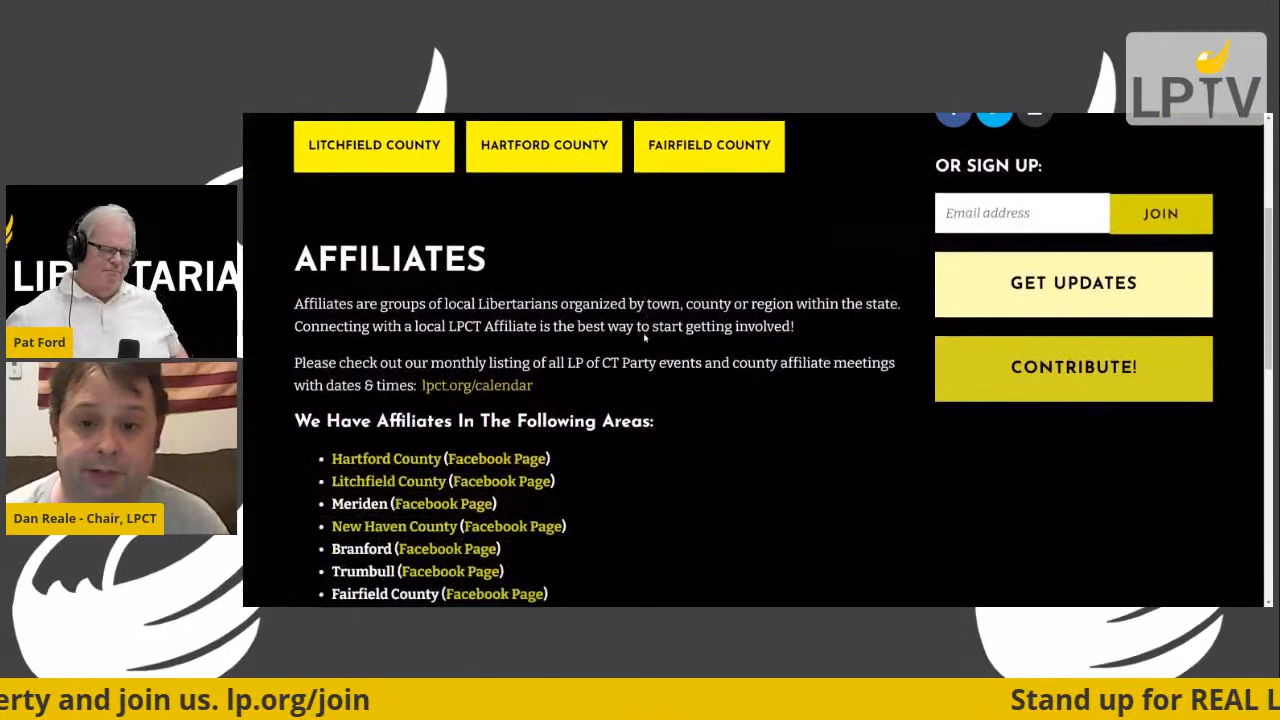 LPTV
LITCHFIELD COUNTY
HARTFORD COUNTY
FAIRFIELD COUNTY
OR SIGN UP:
Email address
JOIN
GET UPDATES
CONTRIBUTE!
AFFILIATES
Affiliates are groups of local Libertarians organized by town, county or region within the state.
Connecting with a local LPCT Affiliate is the best way to start getting involved!
Please check out our monthly listing of all LP of CT Party events and county affiliate meetings
with dates & times: lpct.org/calendar
We Have Affiliates In The Following Areas:
• Hartford County (Facebook Page)
• Litchfield County (Facebook Page)
• Meriden (Facebook Page)
• New Haven County (Facebook Page)
• Branford (Facebook Page)
• Trumbull (Facebook Page)
• Fairfield County (Facebook Page)
LIB TARIA
Pat Ford
Dan Reale - Chair, LPCT
erty and join us. lp.org/join
Stand up for REAL L